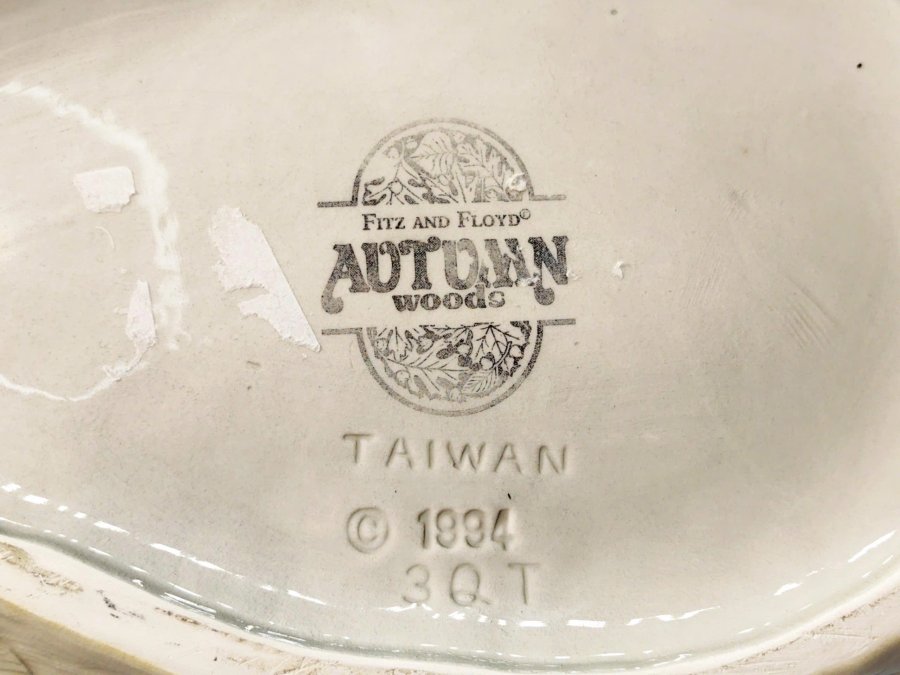 FITZ AND FLOYD©
AUTUMN
woods
TAIWAN
© 1994
3QT